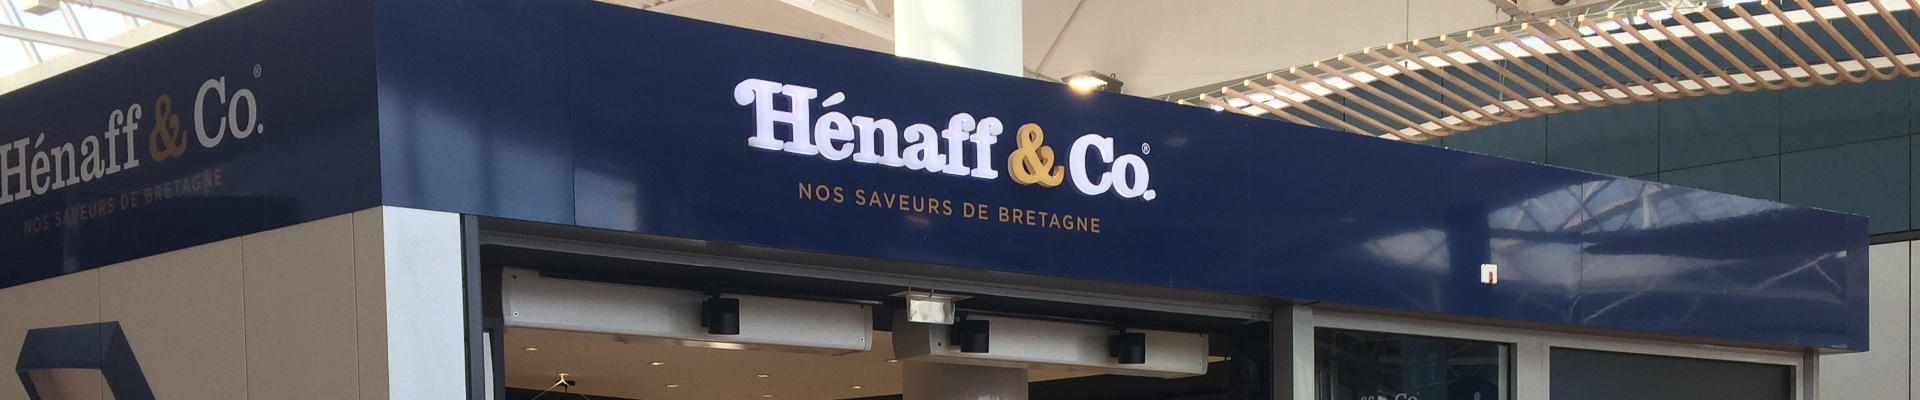 Hénaff & Co.®
NOS SAVEURS DE BRETAGNE
Hénaff & Co.®
NOS SAVEURS DE BRETAGNE